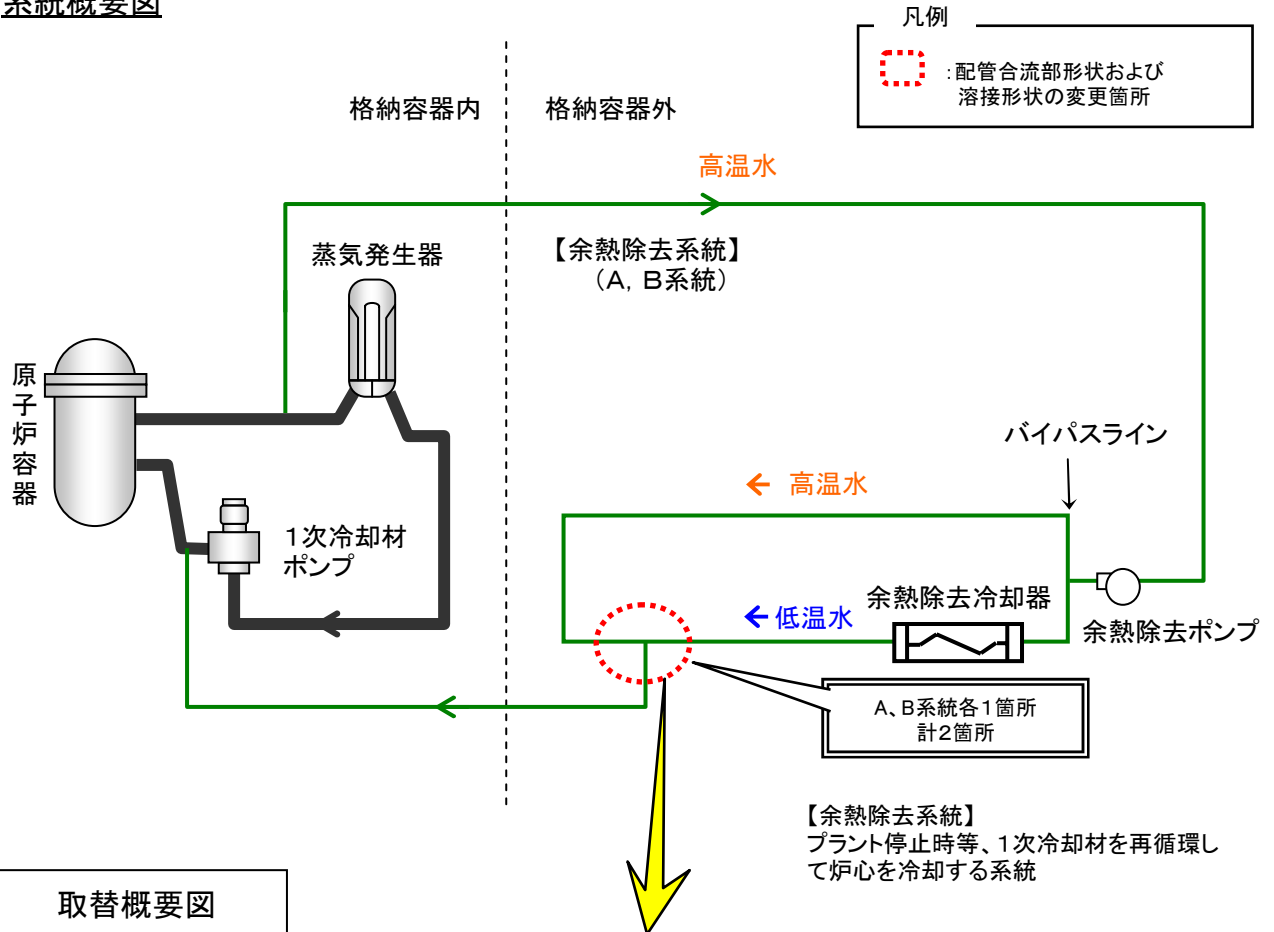 系統概要図
凡例
:配管合流部形状および
溶接形状の変更箇所
格納容器内
格納容器外
高温水
【余熱除去系統】
（A, B系統）
蒸気発生器
原子炉容器
1次冷却材
ポンプ
バイパスライン
高温水
低温水
余熱除去冷却器
余熱除去ポンプ
A、B系統各1箇所
計2箇所
【余熱除去系統】
プラント停止時等、1次冷却材を再循環し
て炉心を冷却する系統
取替概要図